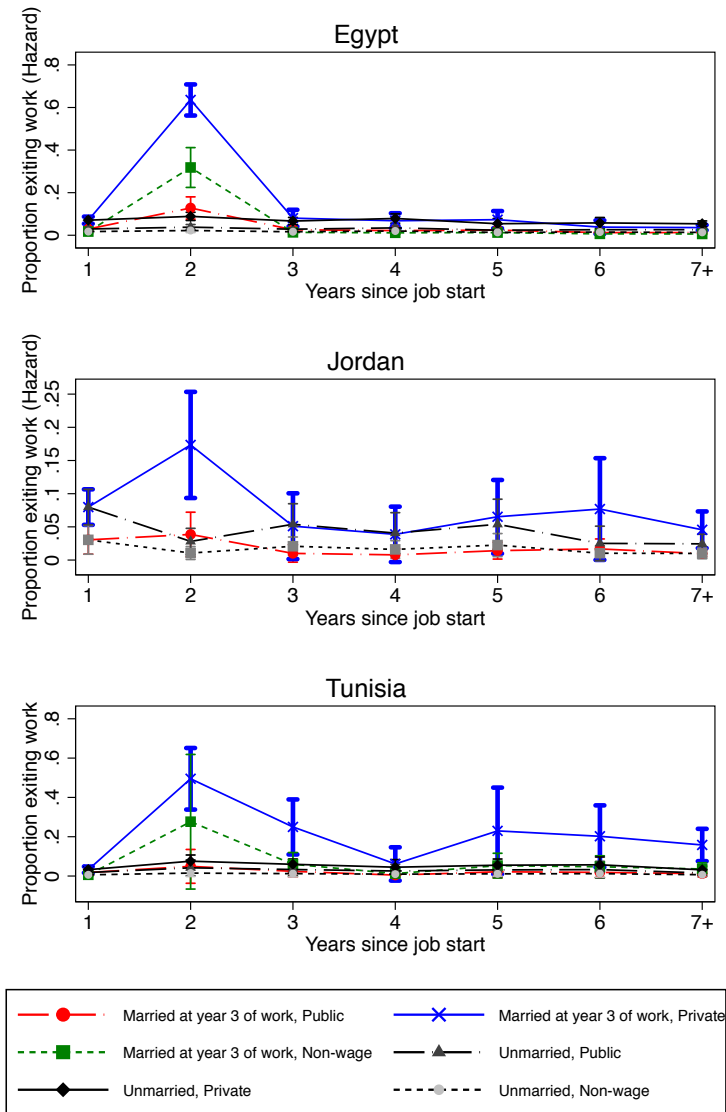 Egypt
Proportion exiting work (Hazard)
.8
.6
.4
.2
0
1 2 3 4 5 6 7+
Years since job start
Jordan
Proportion exiting work (Hazard)
.25
.2
.15
.1
.05
0
1 2 3 4 5 6 7+
Years since job start
Tunisia
Proportion exiting work
.8
.6
.4
.2
0
1 2 3 4 5 6 7+
Years since job start
Married at year 3 of work, Public Married at year 3 of work, Private
Married at year 3 of work, Non-wage Unmarried, Public
Unmarried, Private Unmarried, Non-wage